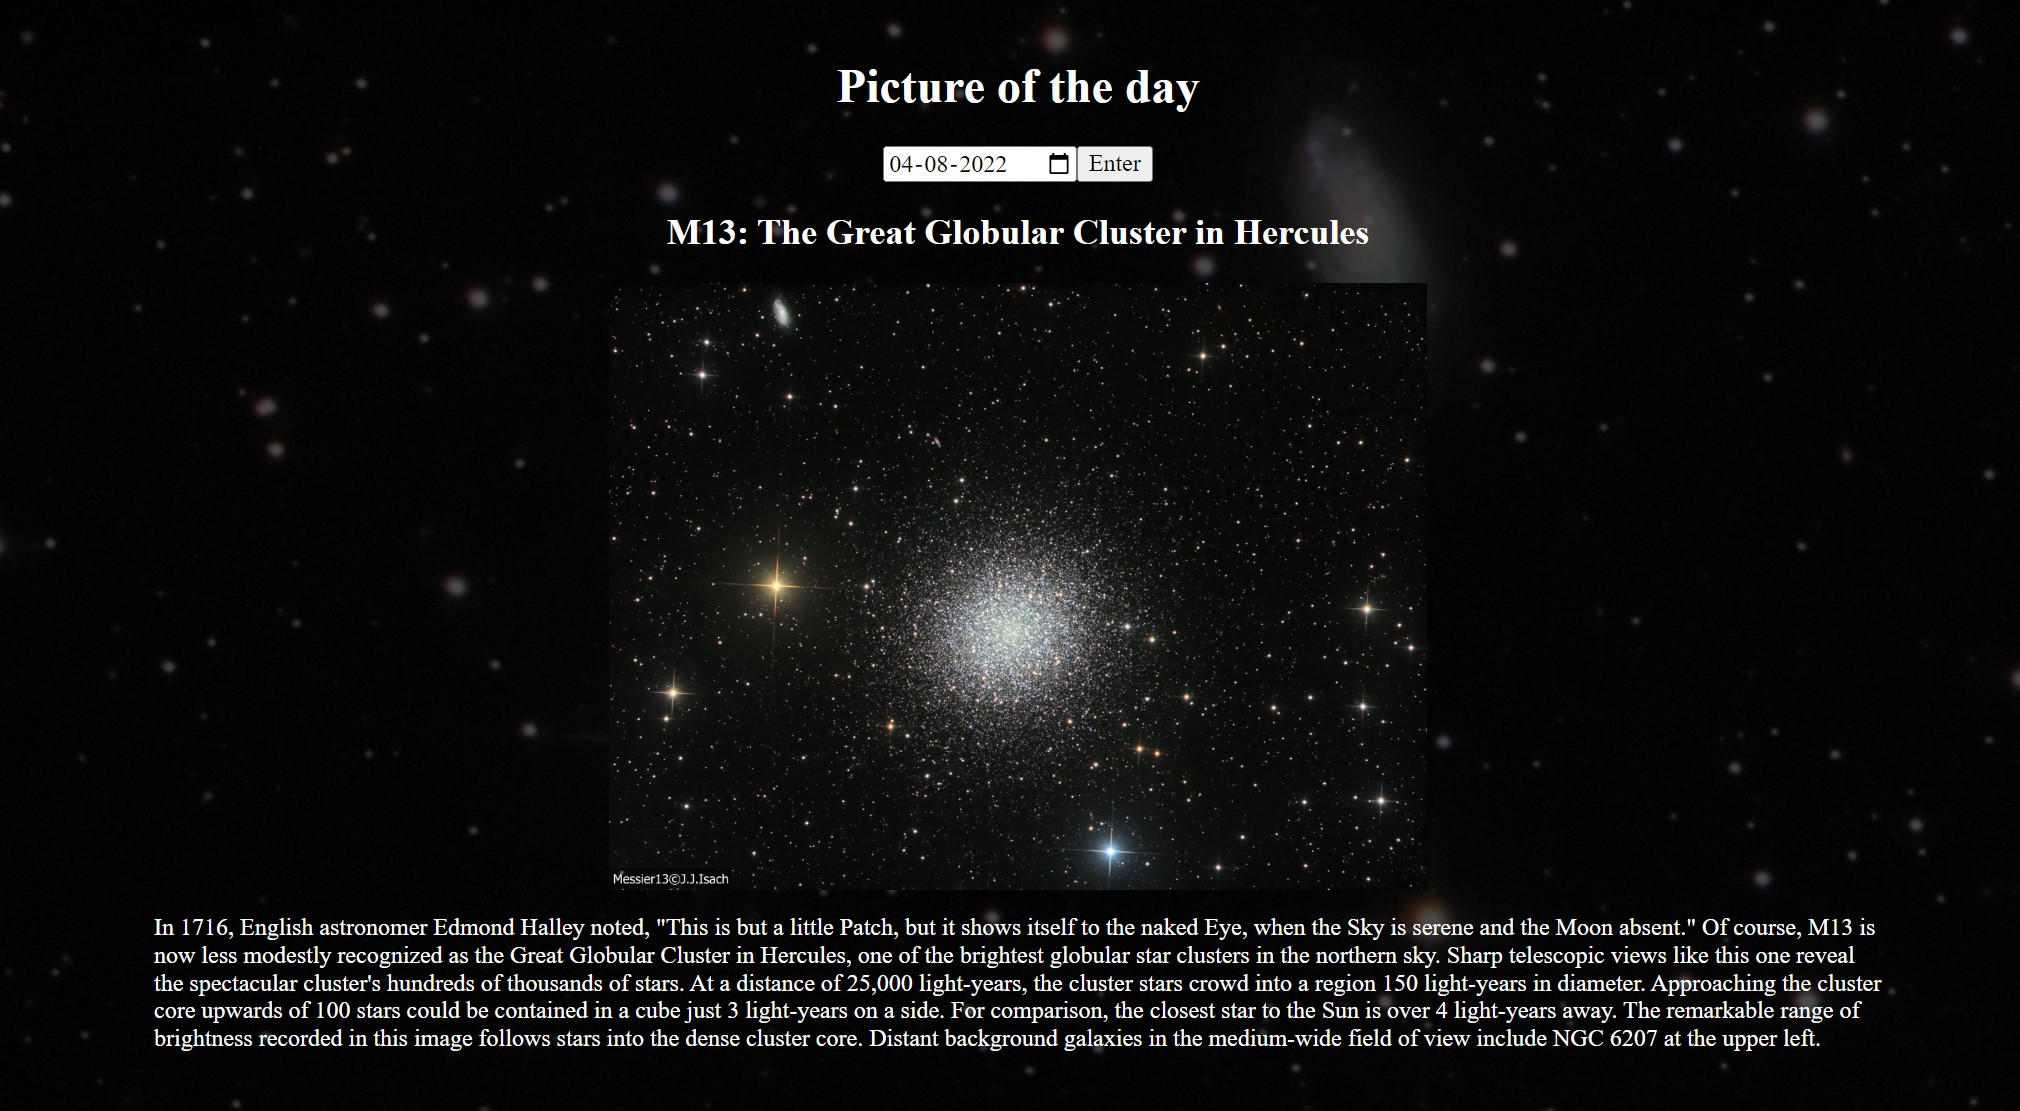 Picture of the day
04-08-2022 Enter
M13: The Great Globular Cluster in Hercules
Messier13©J.J.Isach
In 1716, English astronomer Edmond Halley noted, "This is but a little Patch, but it shows itself to the naked Eye, when the Sky is serene and the Moon absent." Of course, M13 is
now less modestly recognized as the Great Globular Cluster in Hercules, one of the brightest globular star clusters in the northern sky. Sharp telescopic views like this one reveal
the spectacular cluster's hundreds of thousands of stars. At a distance of 25,000 light-years, the cluster stars crowd into a region 150 light-years in diameter. Approaching the cluster
core upwards of 100 stars could be contained in a cube just 3 light-years on a side. For comparison, the closest star to the Sun is over 4 light-years away. The remarkable range of
brightness recorded in this image follows stars into the dense cluster core. Distant background galaxies in the medium-wide field of view include NGC 6207 at the upper left.